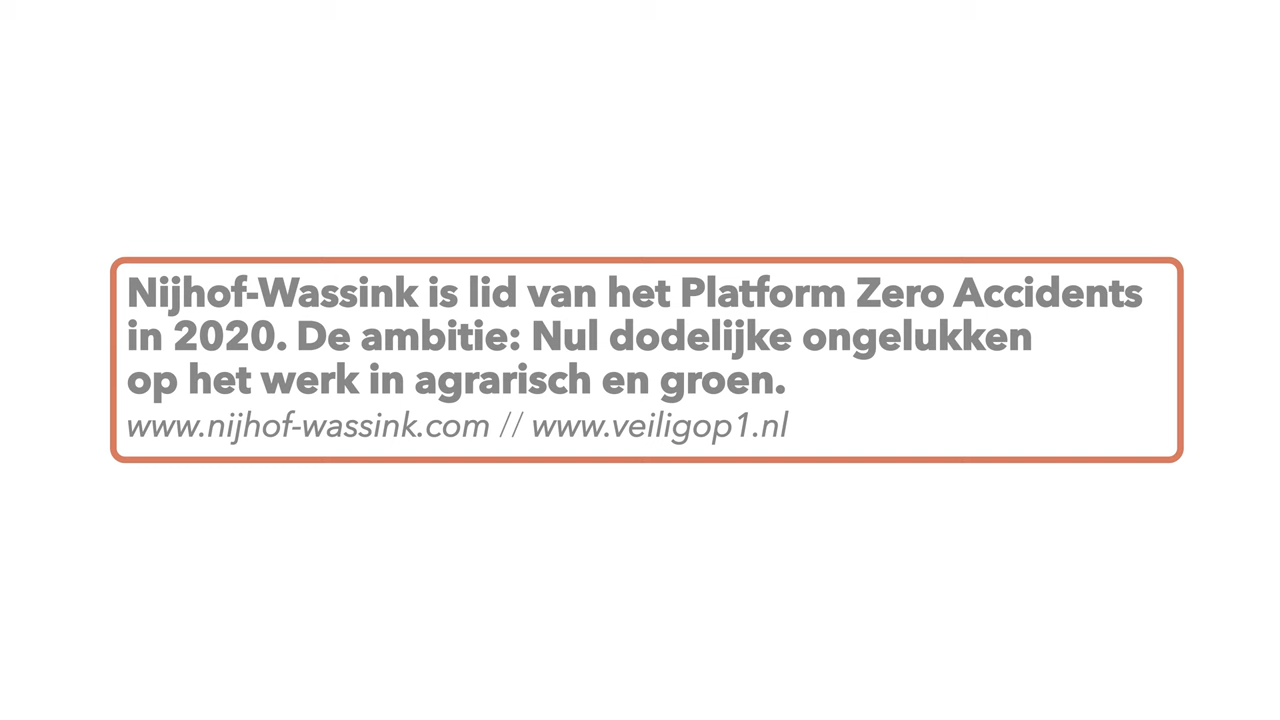 Nijhof-Wassink is lid van het Platform Zero Accidents
in 2020. De ambitie: Nul dodelijke ongelukken
op het werk in agrarisch en groen.
www.nijhof-wassink.com // www.veiligop1.nl